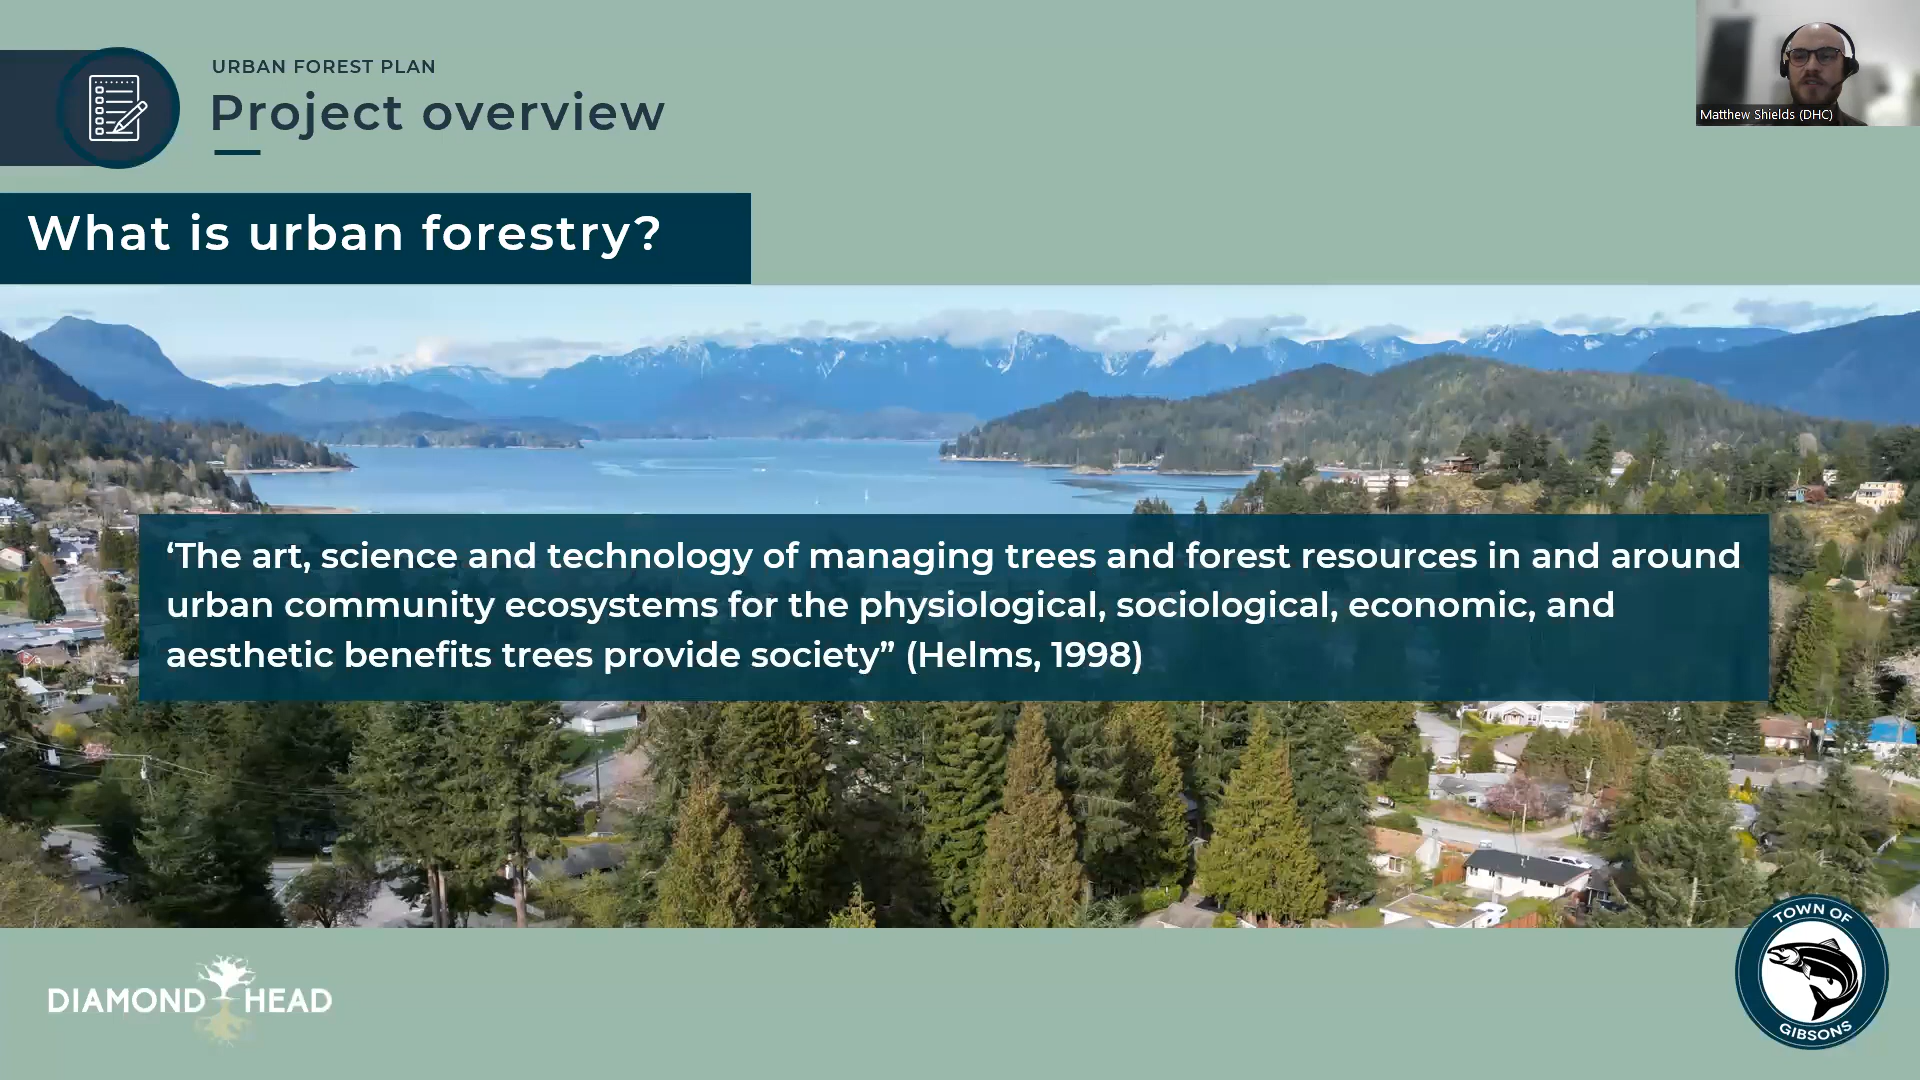 URBAN FOREST PLAN
Project overview
Matthew Shields (DHC)
What is urban forestry?
‘The art, science and technology of managing trees and forest resources in and around
urban community ecosystems for the physiological, sociological, economic, and
aesthetic benefits trees provide society” (Helms, 1998)
DIAMOND HEAD
TOWN OF
GIBSONS